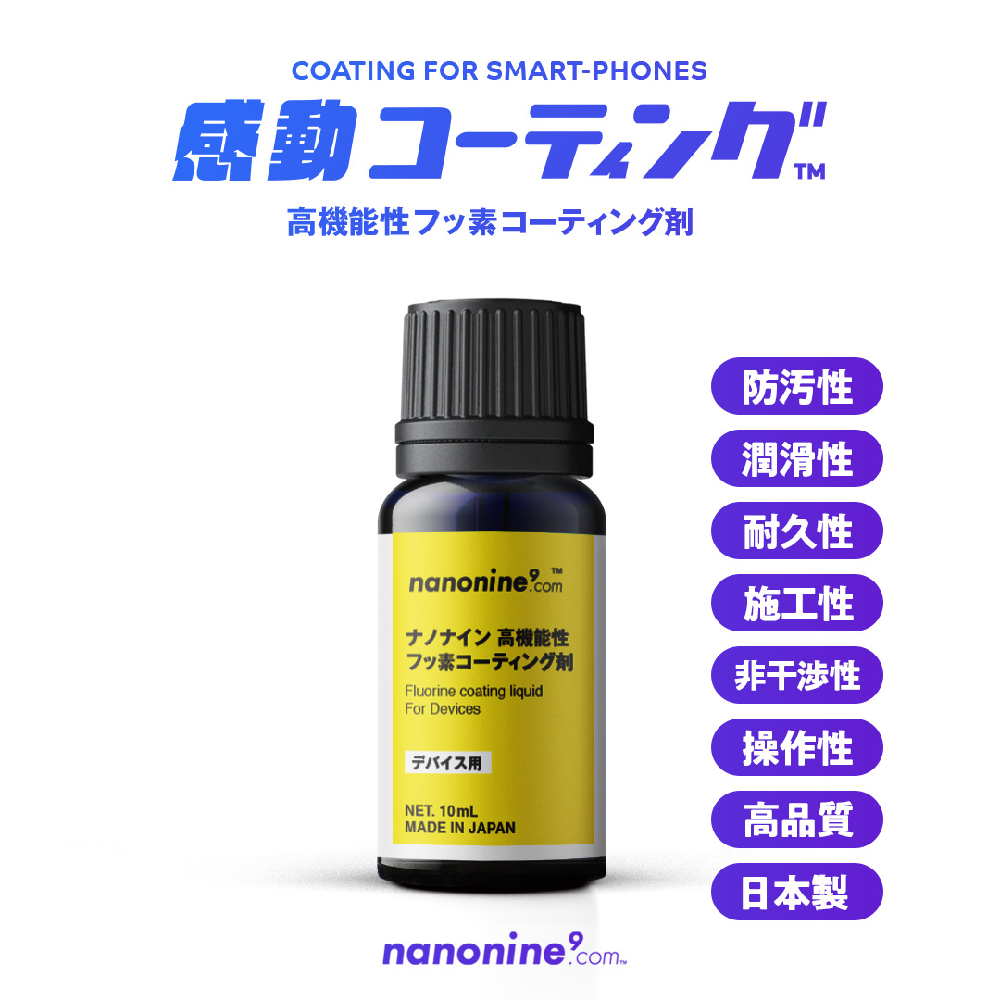 COATING FOR SMART-PHONES
感動コーティング™
高機能性フッ素コーティング剤
nanonine⁹.com™
ナノナイン 高機能性
フッ素コーティング剤
Fluorine coating liquid
For Devices
デバイス用
NET. 10mL
MADE IN JAPAN
防汚性
潤滑性
耐久性
施工性
非干渉性
操作性
高品質
日本製
nanonine⁹.com™